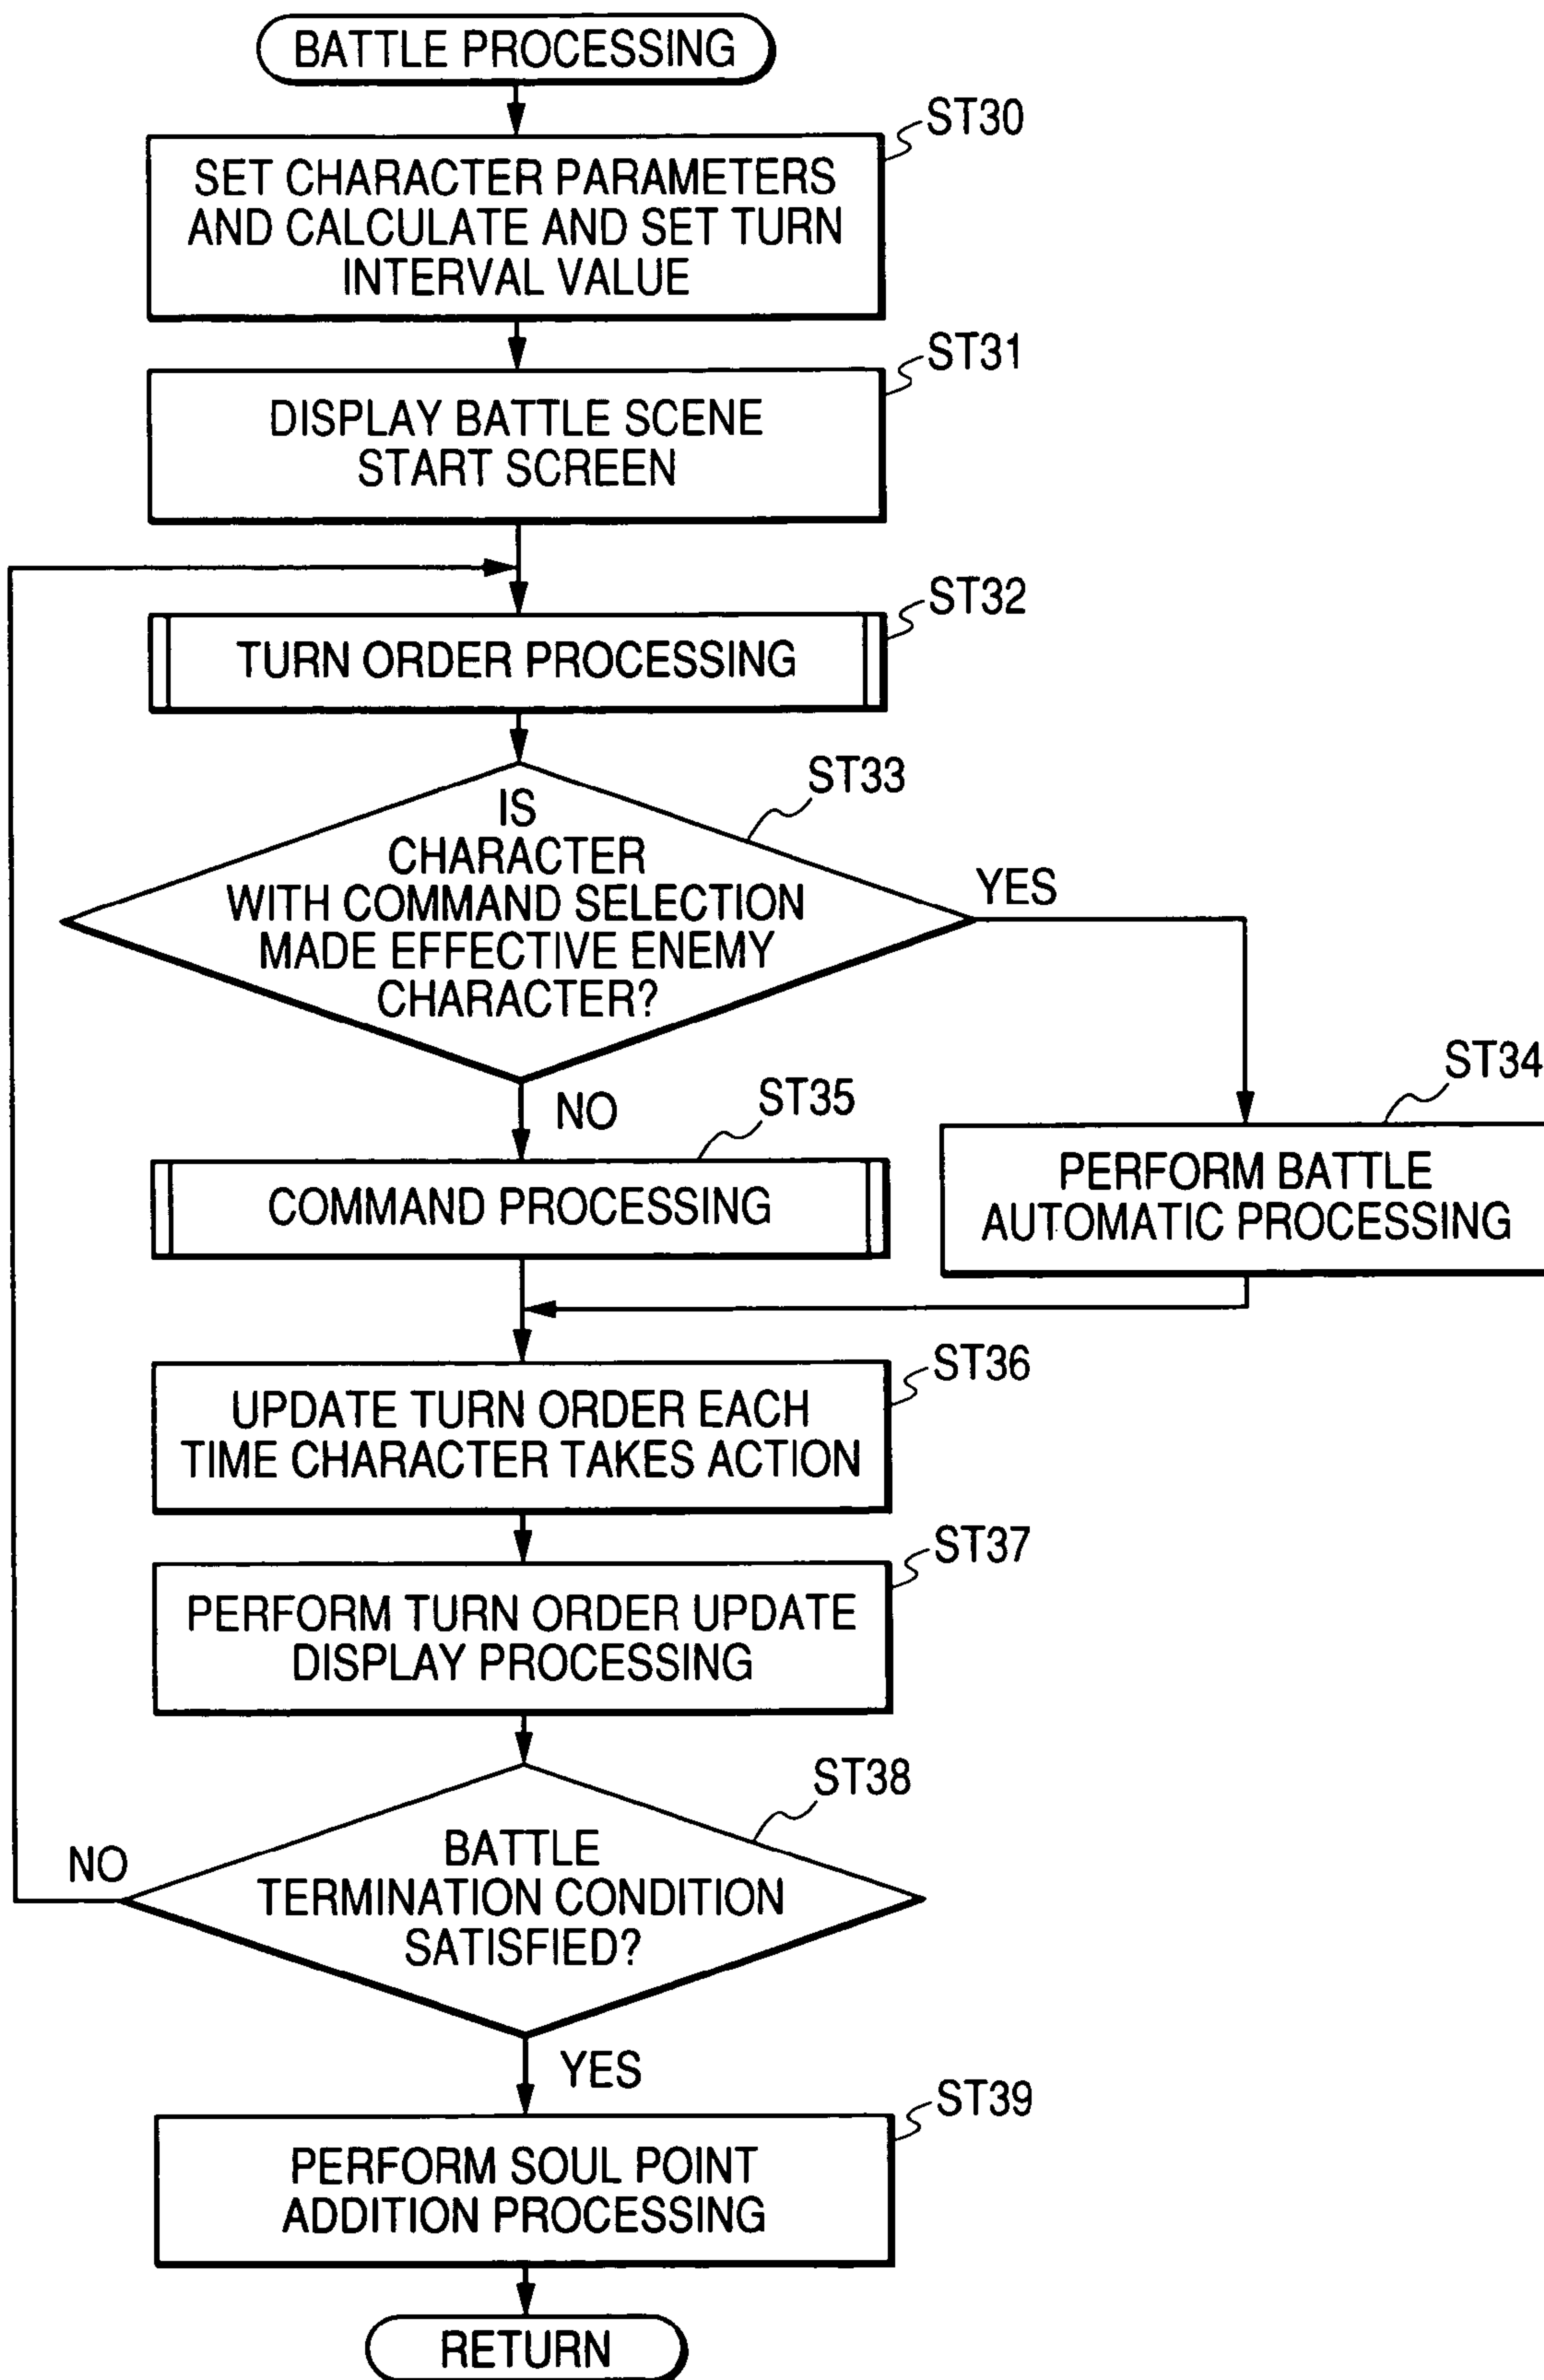 BATTLE PROCESSING
ST30
SET CHARACTER PARAMETERS
AND CALCULATE AND SET TURN
INTERVAL VALUE
ST31
DISPLAY BATTLE SCENE
START SCREEN
ST32
TURN ORDER PROCESSING
ST33
IS
CHARACTER
WITH COMMAND SELECTION
MADE EFFECTIVE ENEMY
CHARACTER?
YES
ST34
PERFORM BATTLE
AUTOMATIC PROCESSING
NO
ST35
COMMAND PROCESSING
ST36
UPDATE TURN ORDER EACH
TIME CHARACTER TAKES ACTION
ST37
PERFORM TURN ORDER UPDATE
DISPLAY PROCESSING
ST38
BATTLE
TERMINATION CONDITION
SATISFIED?
NO
YES
ST39
PERFORM SOUL POINT
ADDITION PROCESSING
RETURN